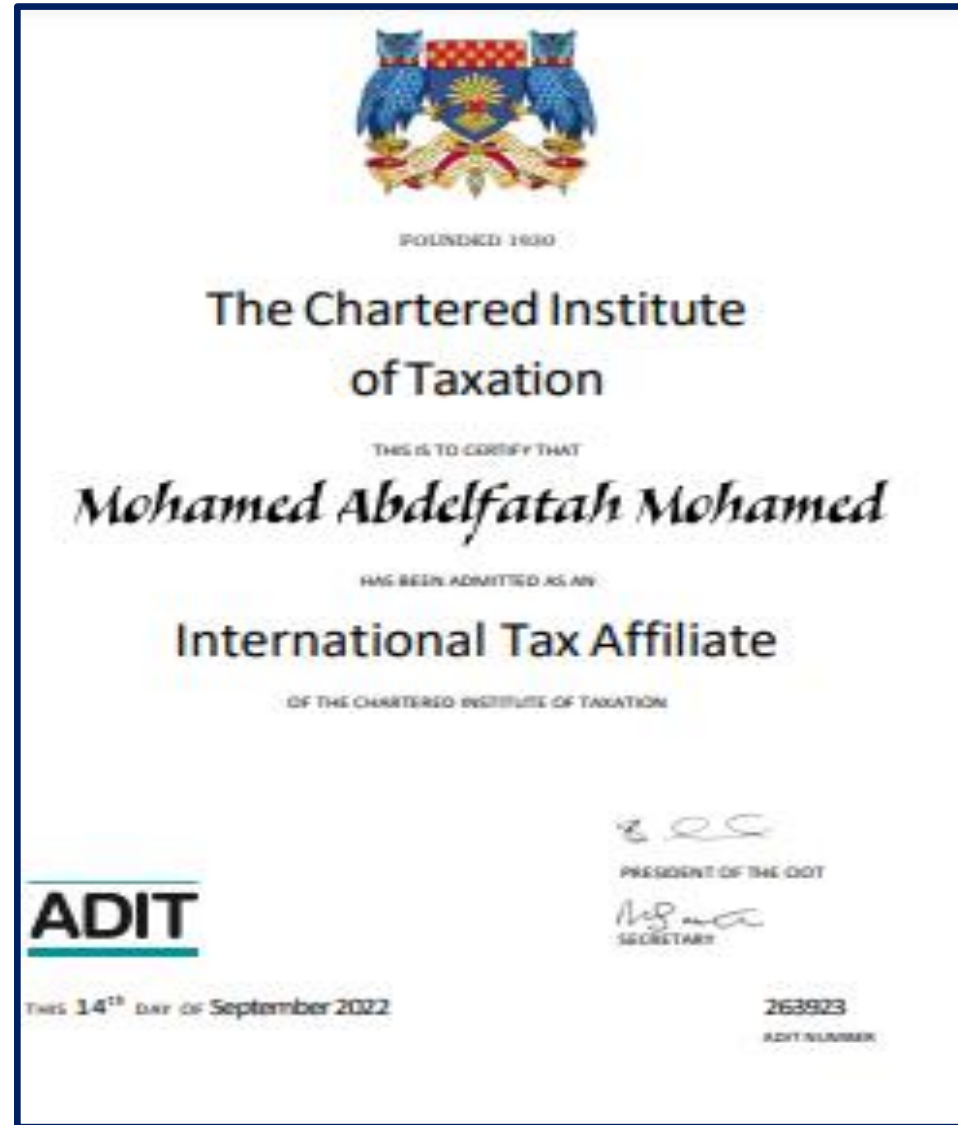 FOUNDED 1930
The Chartered Institute
of Taxation
THIS IS TO CERTIFY THAT
Mohamed Abdelfatah Mohamed
HAS BEEN ADMITTED AS AN
International Tax Affiliate
OF THE CHARTERED INSTITUTE OF TAXATION
PRESIDENT OF THE CIOT
ADIT
SECRETARY
THIS 14th DAY OF September 2022
263923
ADIT NUMBER